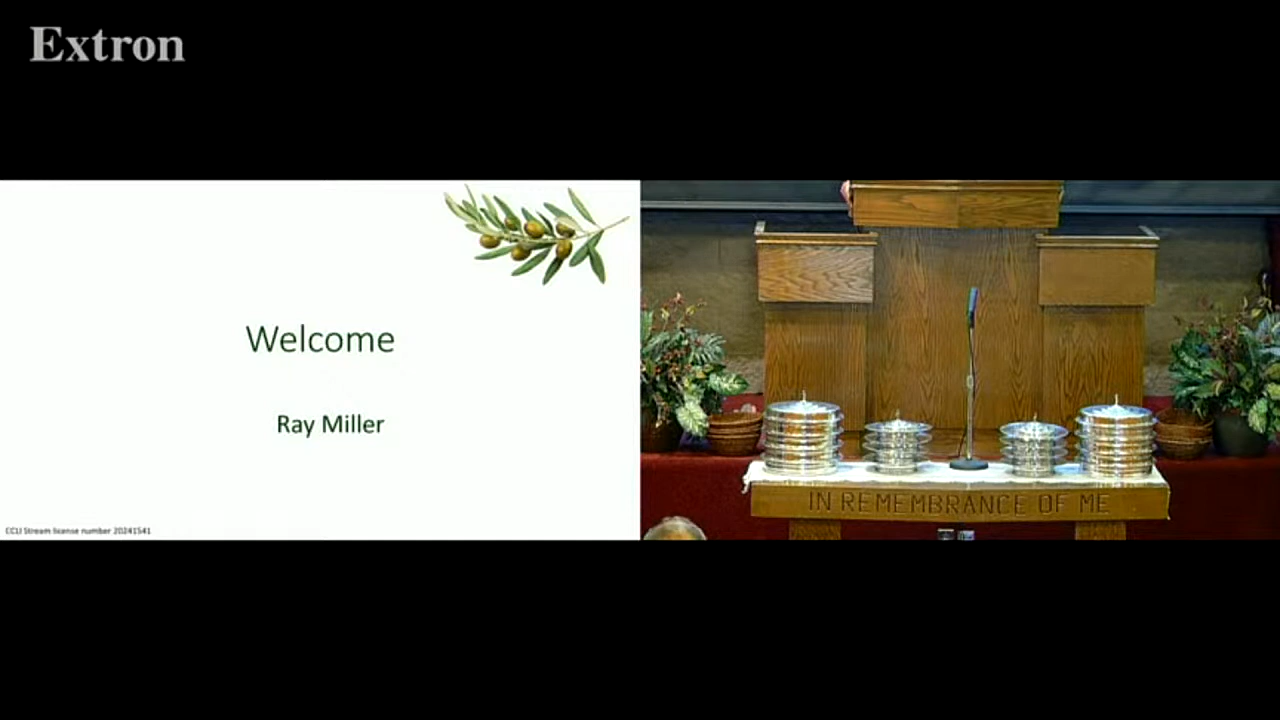 Extron
Welcome
Ray Miller
CCLI Stream license number 20241541
IN REMEMBRANCE OF ME